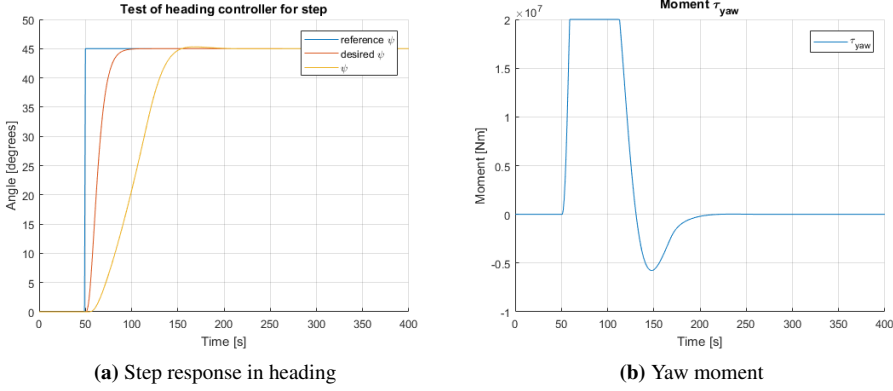 Test of heading controller for step
50
45
40
35
30
25
20
15
10
5
0
Angle [degrees]
reference ψ
desired ψ
ψ
0 50 100 150 200 250 300 350 400
Time [s]
(a) Step response in heading
Moment τyaw
2 ×10^7
1.5
1
0.5
0
-0.5
-1
Moment [Nm]
τyaw
0 50 100 150 200 250 300 350 400
Time [s]
(b) Yaw moment